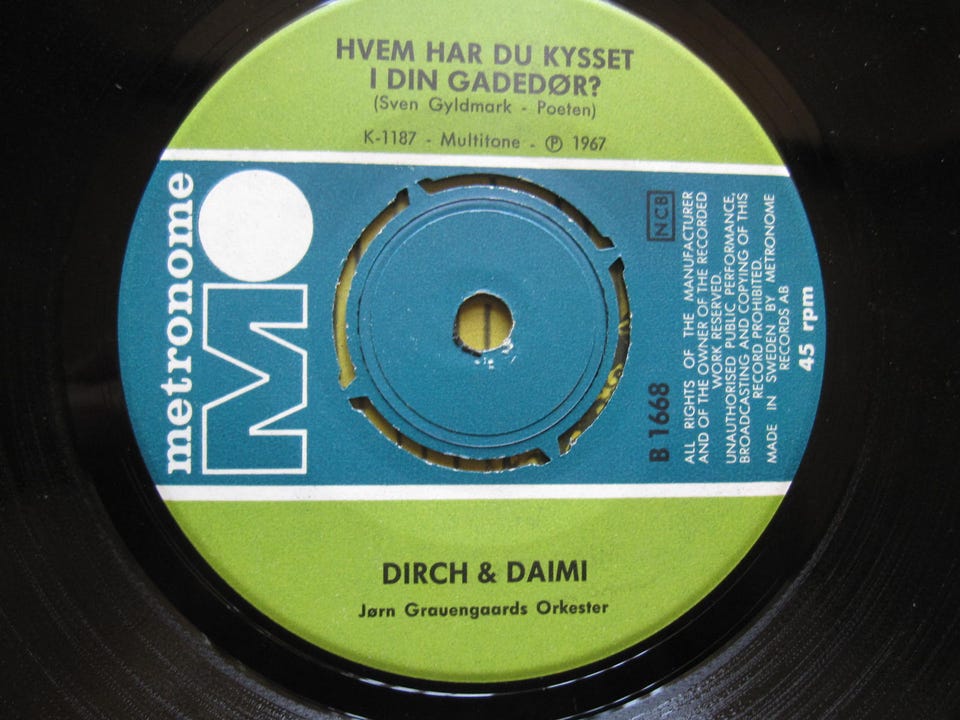 HVEM HAR DU KYSSET
I DIN GADEDØR?
(Sven Gyldmark - Poeten)
K-1187 - Multitone - Ⓟ 1967
metronome
M
NCB
B 1668
ALL RIGHTS OF THE MANUFACTURER
AND OF THE OWNER OF THE RECORDED
WORK RESERVED.
UNAUTHORISED PUBLIC PERFORMANCE,
BROADCASTING AND COPYING OF THIS
RECORD PROHIBITED.
MADE IN SWEDEN BY METRONOME
RECORDS AB
45 rpm
DIRCH & DAIMI
Jørn Grauengaards Orkester